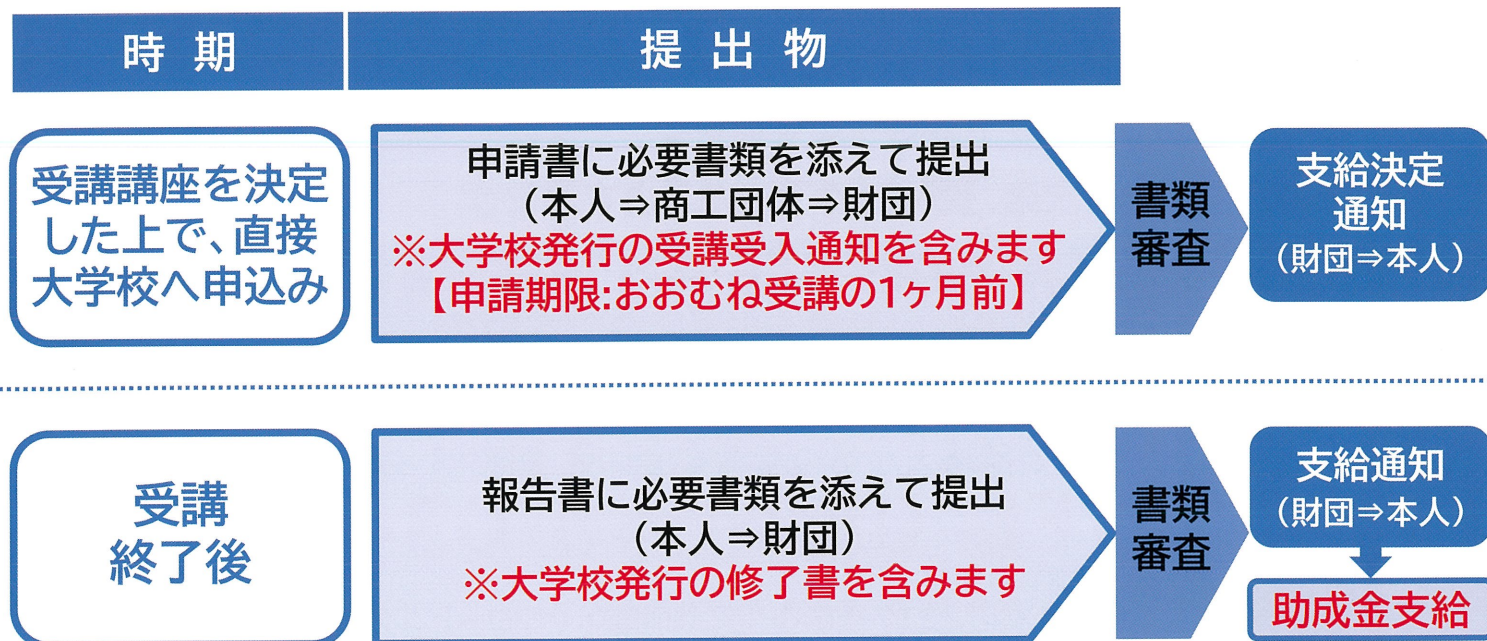 時期
提出物
受講講座を決定
した上で、直接
大学校へ申込み
申請書に必要書類を添えて提出
（本人⇒商工団体⇒財団）
※大学校発行の受講受入通知を含みます
【申請期限:おおむね受講の1ヶ月前】
書類
審査
支給決定
通知
（財団⇒本人）
受講
終了後
報告書に必要書類を添えて提出
（本人⇒財団）
※大学校発行の修了書を含みます
書類
審査
支給通知
（財団⇒本人）
助成金支給